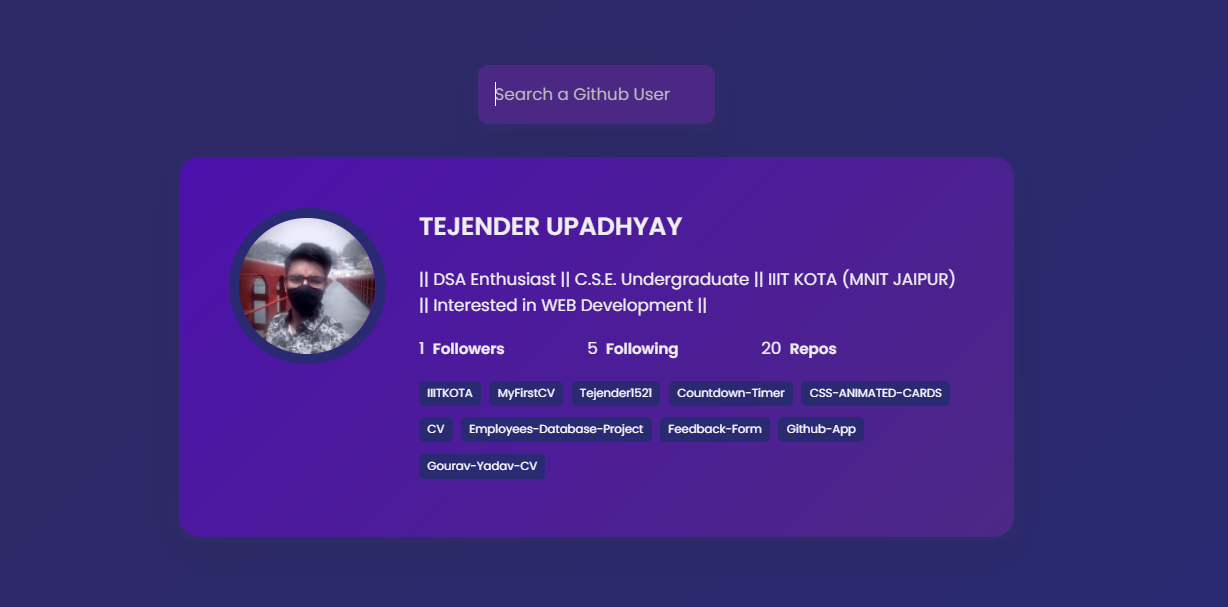 Search a Github User
TEJENDER UPADHYAY
|| DSA Enthusiast || C.S.E. Undergraduate || IIIT KOTA (MNIT JAIPUR)
|| Interested in WEB Development ||
1 Followers 5 Following 20 Repos
IIITKOTA MyFirstCV Tejender1521 Countdown-Timer CSS-ANIMATED-CARDS
CV Employees-Database-Project Feedback-Form Github-App
Gourav-Yadav-CV